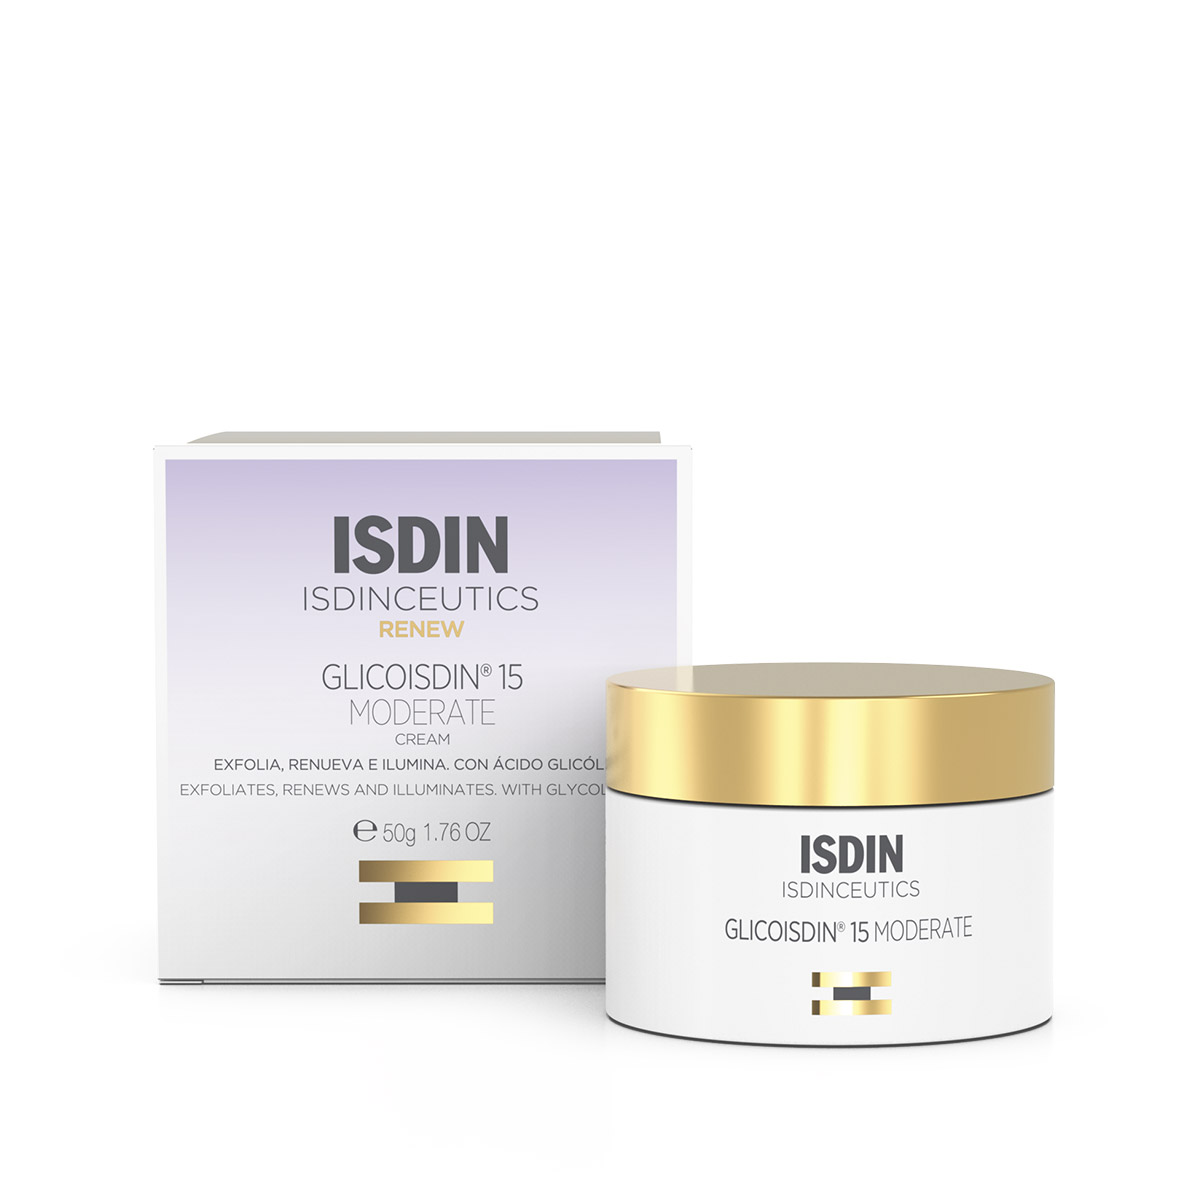 ISDIN
ISDINCEUTICS
RENEW
GLICOISDIN® 15
MODERATE
CREAM
EXFOLIA, RENUEVA E ILUMINA. CON ÁCIDO GLICÓL
EXFOLIATES, RENEWS AND ILLUMINATES. WITH GLYCOL
℮ 50g 1.76 OZ
ISDIN
ISDINCEUTICS
GLICOISDIN® 15 MODERATE